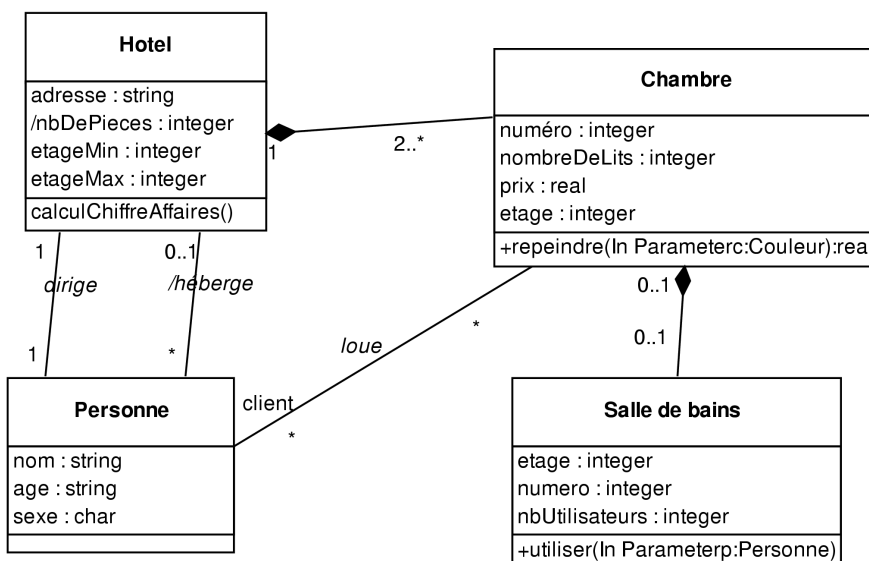 Hotel
adresse : string
/nbDePieces : integer
etageMin : integer
etageMax : integer
calculChiffreAffaires()
1
2..*
Chambre
numéro : integer
nombreDeLits : integer
prix : real
etage : integer
+repeindre(In Parameterc:Couleur):rea
1
dirige
1
0..1
/héberge
*
loue
*
client
*
0..1
0..1
Personne
nom : string
age : string
sexe : char
Salle de bains
etage : integer
numero : integer
nbUtilisateurs : integer
+utiliser(In Parameterp:Personne)